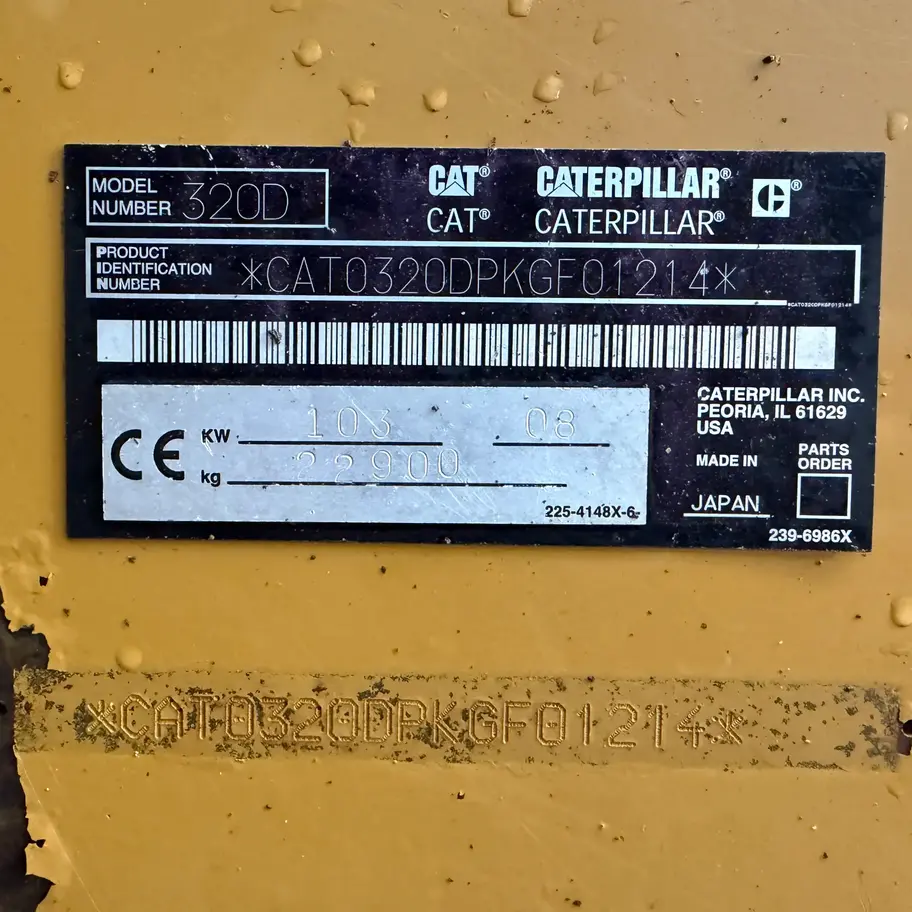 MODEL NUMBER 320D
CAT® CATERPILLAR® C®
CAT® CATERPILLAR®
PRODUCT
IDENTIFICATION
NUMBER
*CAT0320DPKGF01214*
*CAT0320DPKGF01214*
CE KW 103 08
kg 22900
225-4148X-6
CATERPILLAR INC.
PEORIA, IL 61629
USA
MADE IN
JAPAN
PARTS
ORDER
239-6986X
*CAT0320DPKGF01214*